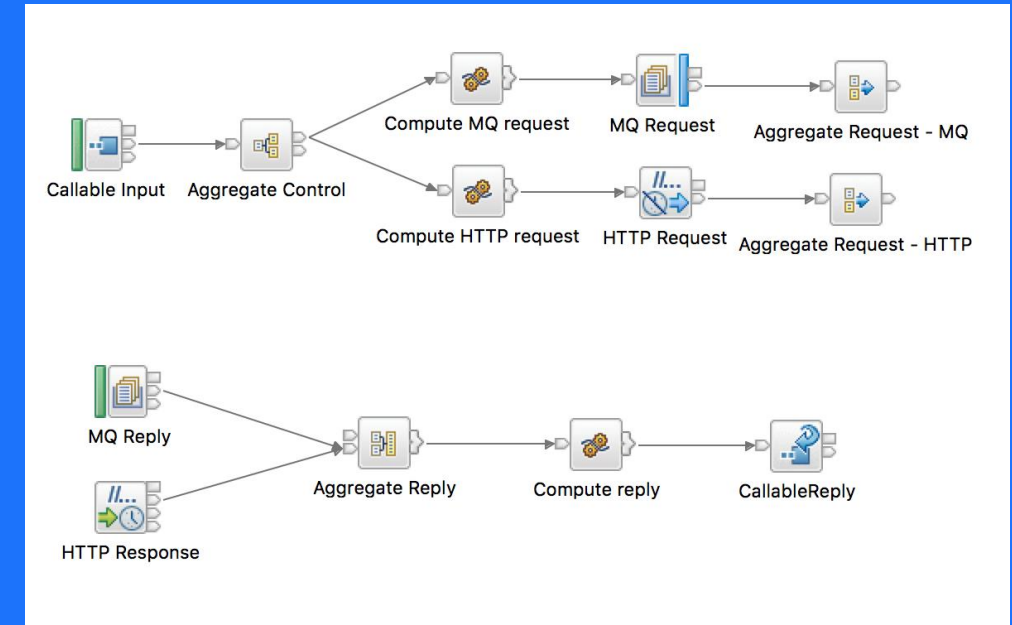 Compute MQ request
MQ Request
Aggregate Request - MQ
Callable Input
Aggregate Control
//...
Compute HTTP request
HTTP Request
Aggregate Request - HTTP
MQ Reply
Aggregate Reply
Compute reply
CallableReply
//...
HTTP Response